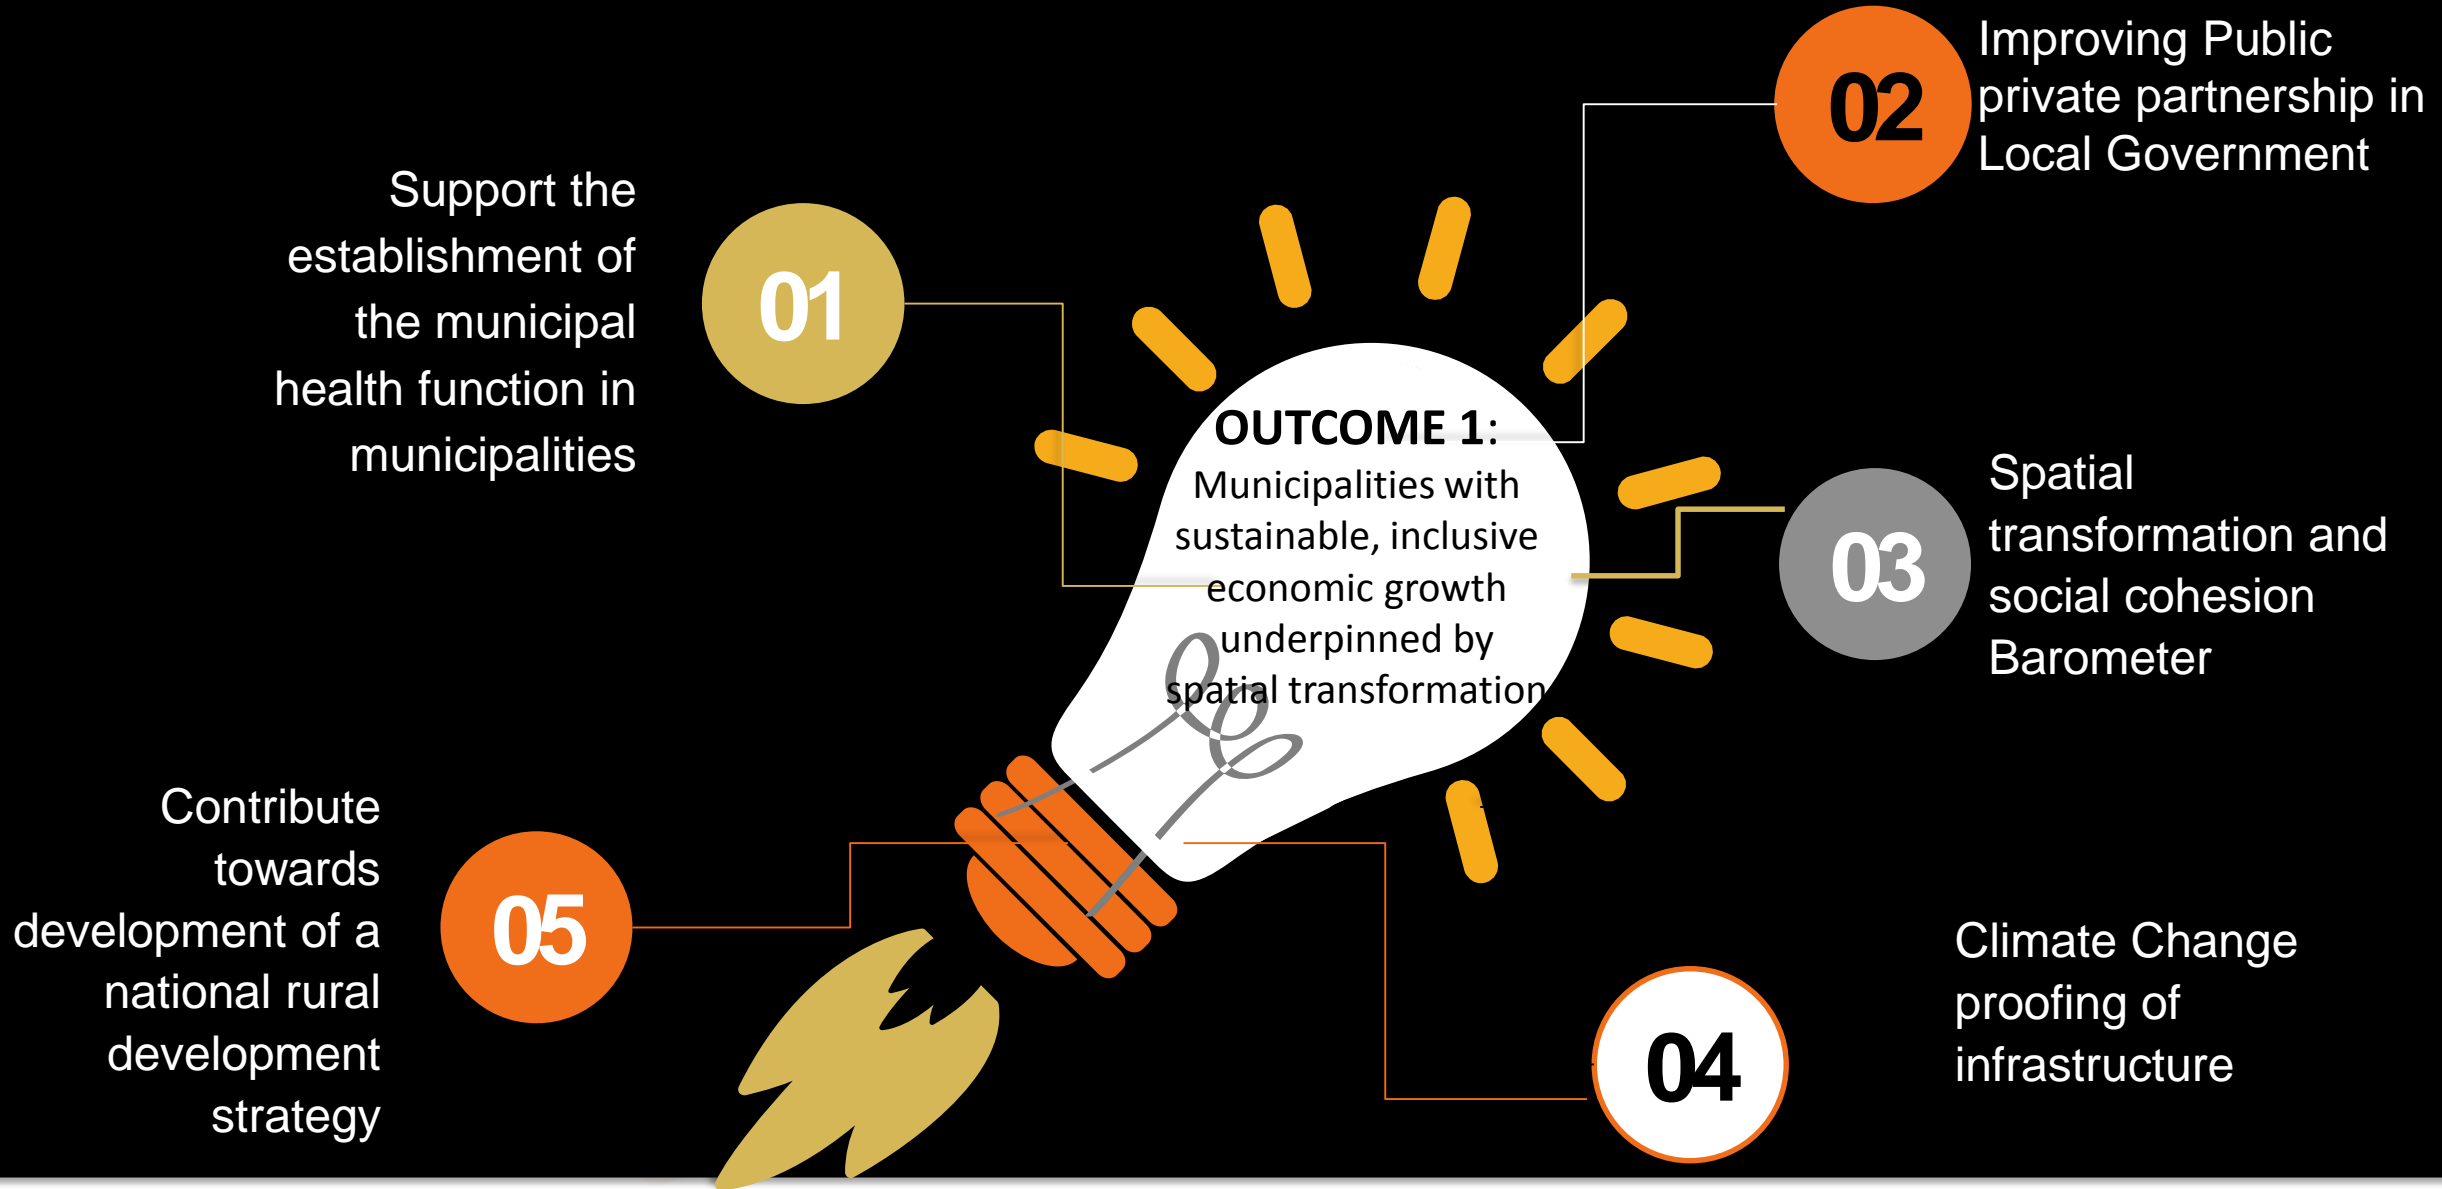 01
Support the
establishment of
the municipal
health function in
municipalities
02
Improving Public
private partnership in
Local Government
OUTCOME 1:
Municipalities with
sustainable, inclusive
economic growth
underpinned by
spatial transformation
03
Spatial
transformation and
social cohesion
Barometer
04
Climate Change
proofing of
infrastructure
05
Contribute
towards
development of a
national rural
development
strategy